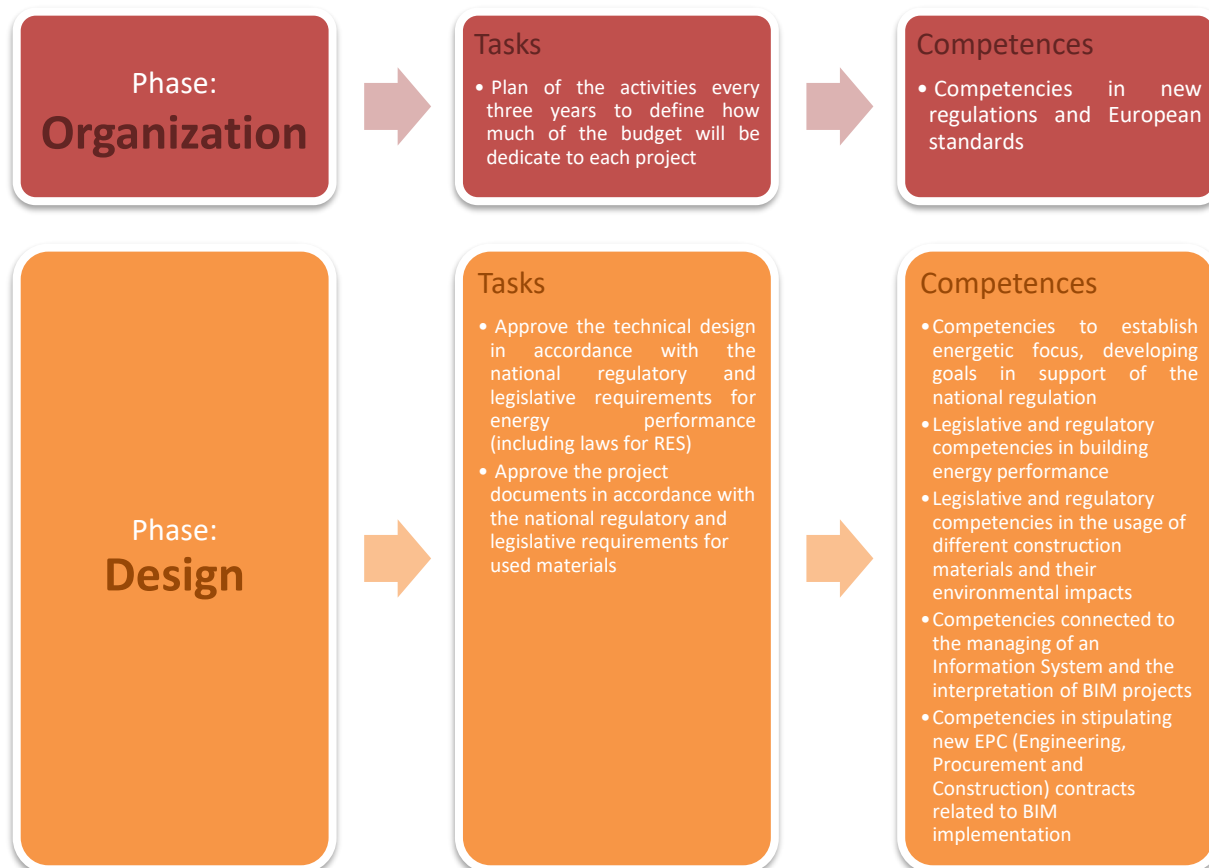 Phase:
Organization
Tasks
• Plan of the activities every
three years to define how
much of the budget will be
dedicate to each project
Competences
• Competencies in new
regulations and European
standards
Phase:
Design
Tasks
• Approve the technical design
in accordance with the
national regulatory and
legislative requirements for
energy performance
(including laws for RES)
• Approve the project
documents in accordance with
the national regulatory and
legislative requirements for
used materials
Competences
•Competencies to establish
energetic focus, developing
goals in support of the
national regulation
•Legislative and regulatory
competencies in building
energy performance
•Legislative and regulatory
competencies in the usage of
different construction
materials and their
environmental impacts
•Competencies connected to
the managing of an
Information System and the
interpretation of BIM projects
•Competencies in stipulating
new EPC (Engineering,
Procurement and
Construction) contracts
related to BIM
implementation